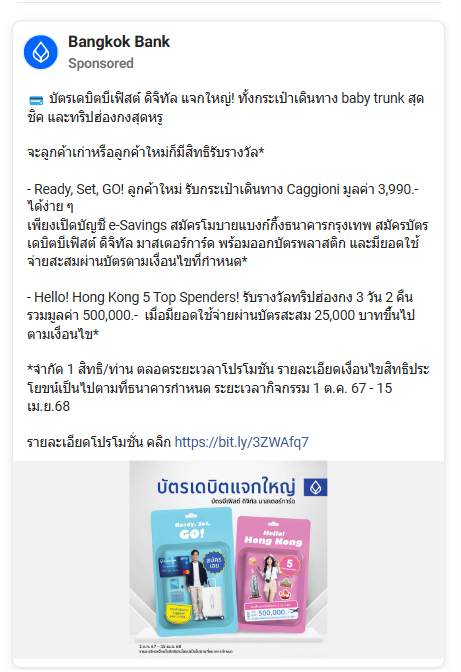 Bangkok Bank
Sponsored
บัตรเดบิตบีเฟิสต์ ดิจิทัล แจกใหญ่! ทั้งกระเป๋าเดินทาง baby trunk สุด
ชิค และทริปฮ่องกงสุดหรู
จะลูกค้าเก่าหรือลูกค้าใหม่ก็มีสิทธิรับรางวัล*
- Ready, Set, GO! ลูกค้าใหม่ รับกระเป๋าเดินทาง Caggioni มูลค่า 3,990.-
ได้ง่าย ๆ
เพียงเปิดบัญชี e-Savings สมัครโมบายแบงก์กิ้งธนาคารกรุงเทพ สมัครบัตร
เดบิตบีเฟิสต์ ดิจิทัล มาสเตอร์การ์ด พร้อมออกบัตรพลาสติก และมียอดใช้
จ่ายสะสมผ่านบัตรตามเงื่อนไขที่กำหนด*
- Hello! Hong Kong 5 Top Spenders! รับรางวัลทริปฮ่องกง 3 วัน 2 คืน
รวมมูลค่า 500,000.- เมื่อมียอดใช้จ่ายผ่านบัตรสะสม 25,000 บาทขึ้นไป
ตามเงื่อนไข*
*จำกัด 1 สิทธิ/ท่าน ตลอดระยะเวลาโปรโมชัน รายละเอียดเงื่อนไขสิทธิประ
โยชน์เป็นไปตามที่ธนาคารกำหนด ระยะเวลากิจกรรม 1 ต.ค. 67 - 15
เม.ย.68
รายละเอียดโปรโมชั่น คลิก https://bit.ly/3ZWAfq7
บัตรเดบิตแจกใหญ่
บัตรบีเฟิสต์ ดิจิทัล มาสเตอร์การ์ด
Ready, Set,
GO!
สมัคร
เลย
Hello!
Hong Kong
5
500,000.-